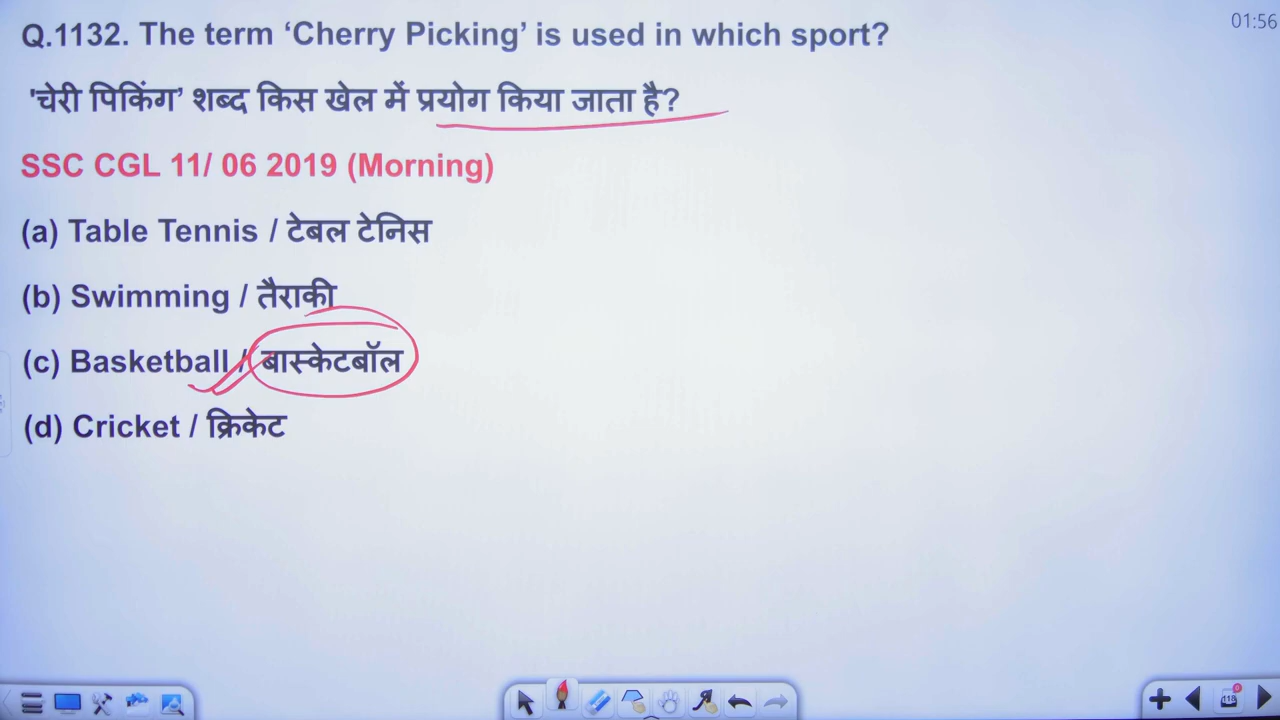 01:56
Q.1132. The term ‘Cherry Picking’ is used in which sport?
'चेरी पिकिंग’ शब्द किस खेल में प्रयोग किया जाता है?
SSC CGL 11/ 06 2019 (Morning)
(a) Table Tennis / टेबल टेनिस
(b) Swimming / तैराकी
(c) Basketball / बास्केटबॉल
(d) Cricket / क्रिकेट
118